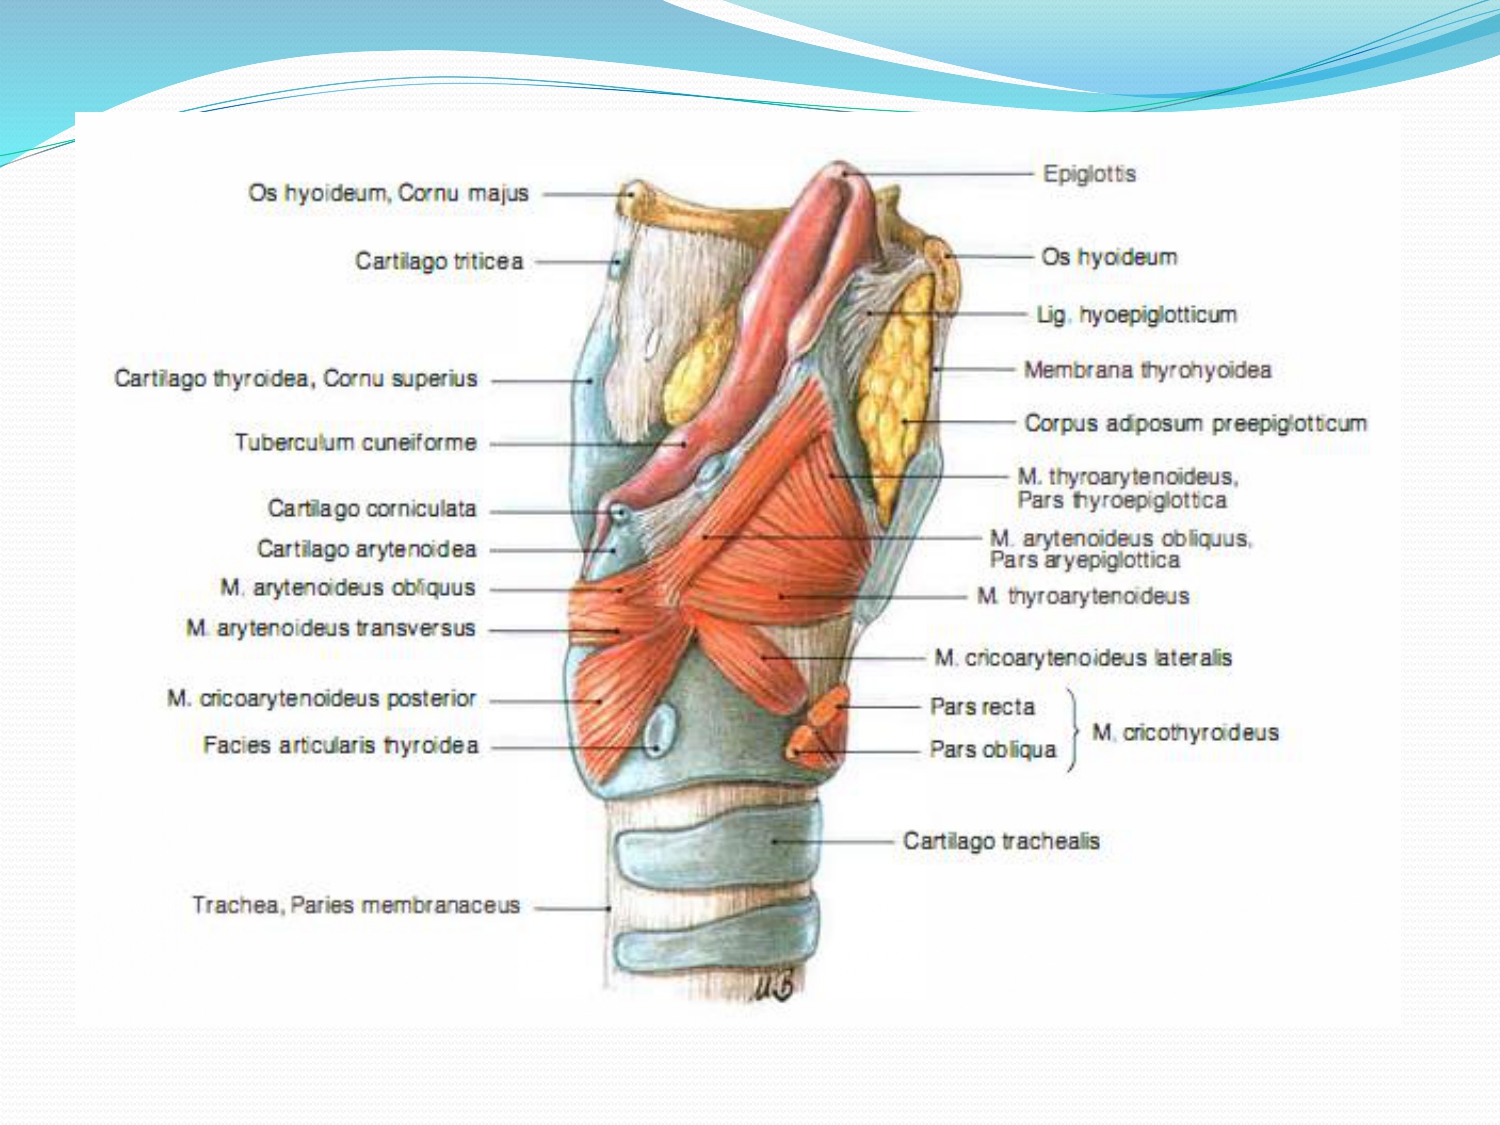 Os hyoideum, Cornu majus
Cartilago triticea
Cartilago thyroidea, Cornu superius
Tuberculum cuneiforme
Cartilago corniculata
Cartilago arytenoidea
M. arytenoideus obliquus
M. arytenoideus transversus
M. cricoarytenoideus posterior
Facies articularis thyroidea
Trachea, Paries membranaceus
Epiglottis
Os hyoideum
Lig. hyoepiglotticum
Membrana thyrohyoidea
Corpus adiposum preepiglotticum
M. thyroarytenoideus,
Pars thyroepiglottica
M. arytenoideus obliquus,
Pars aryepiglottica
M. thyroarytenoideus
M. cricoarytenoideus lateralis
Pars recta
Pars obliqua
M. cricothyroideus
Cartilago trachealis